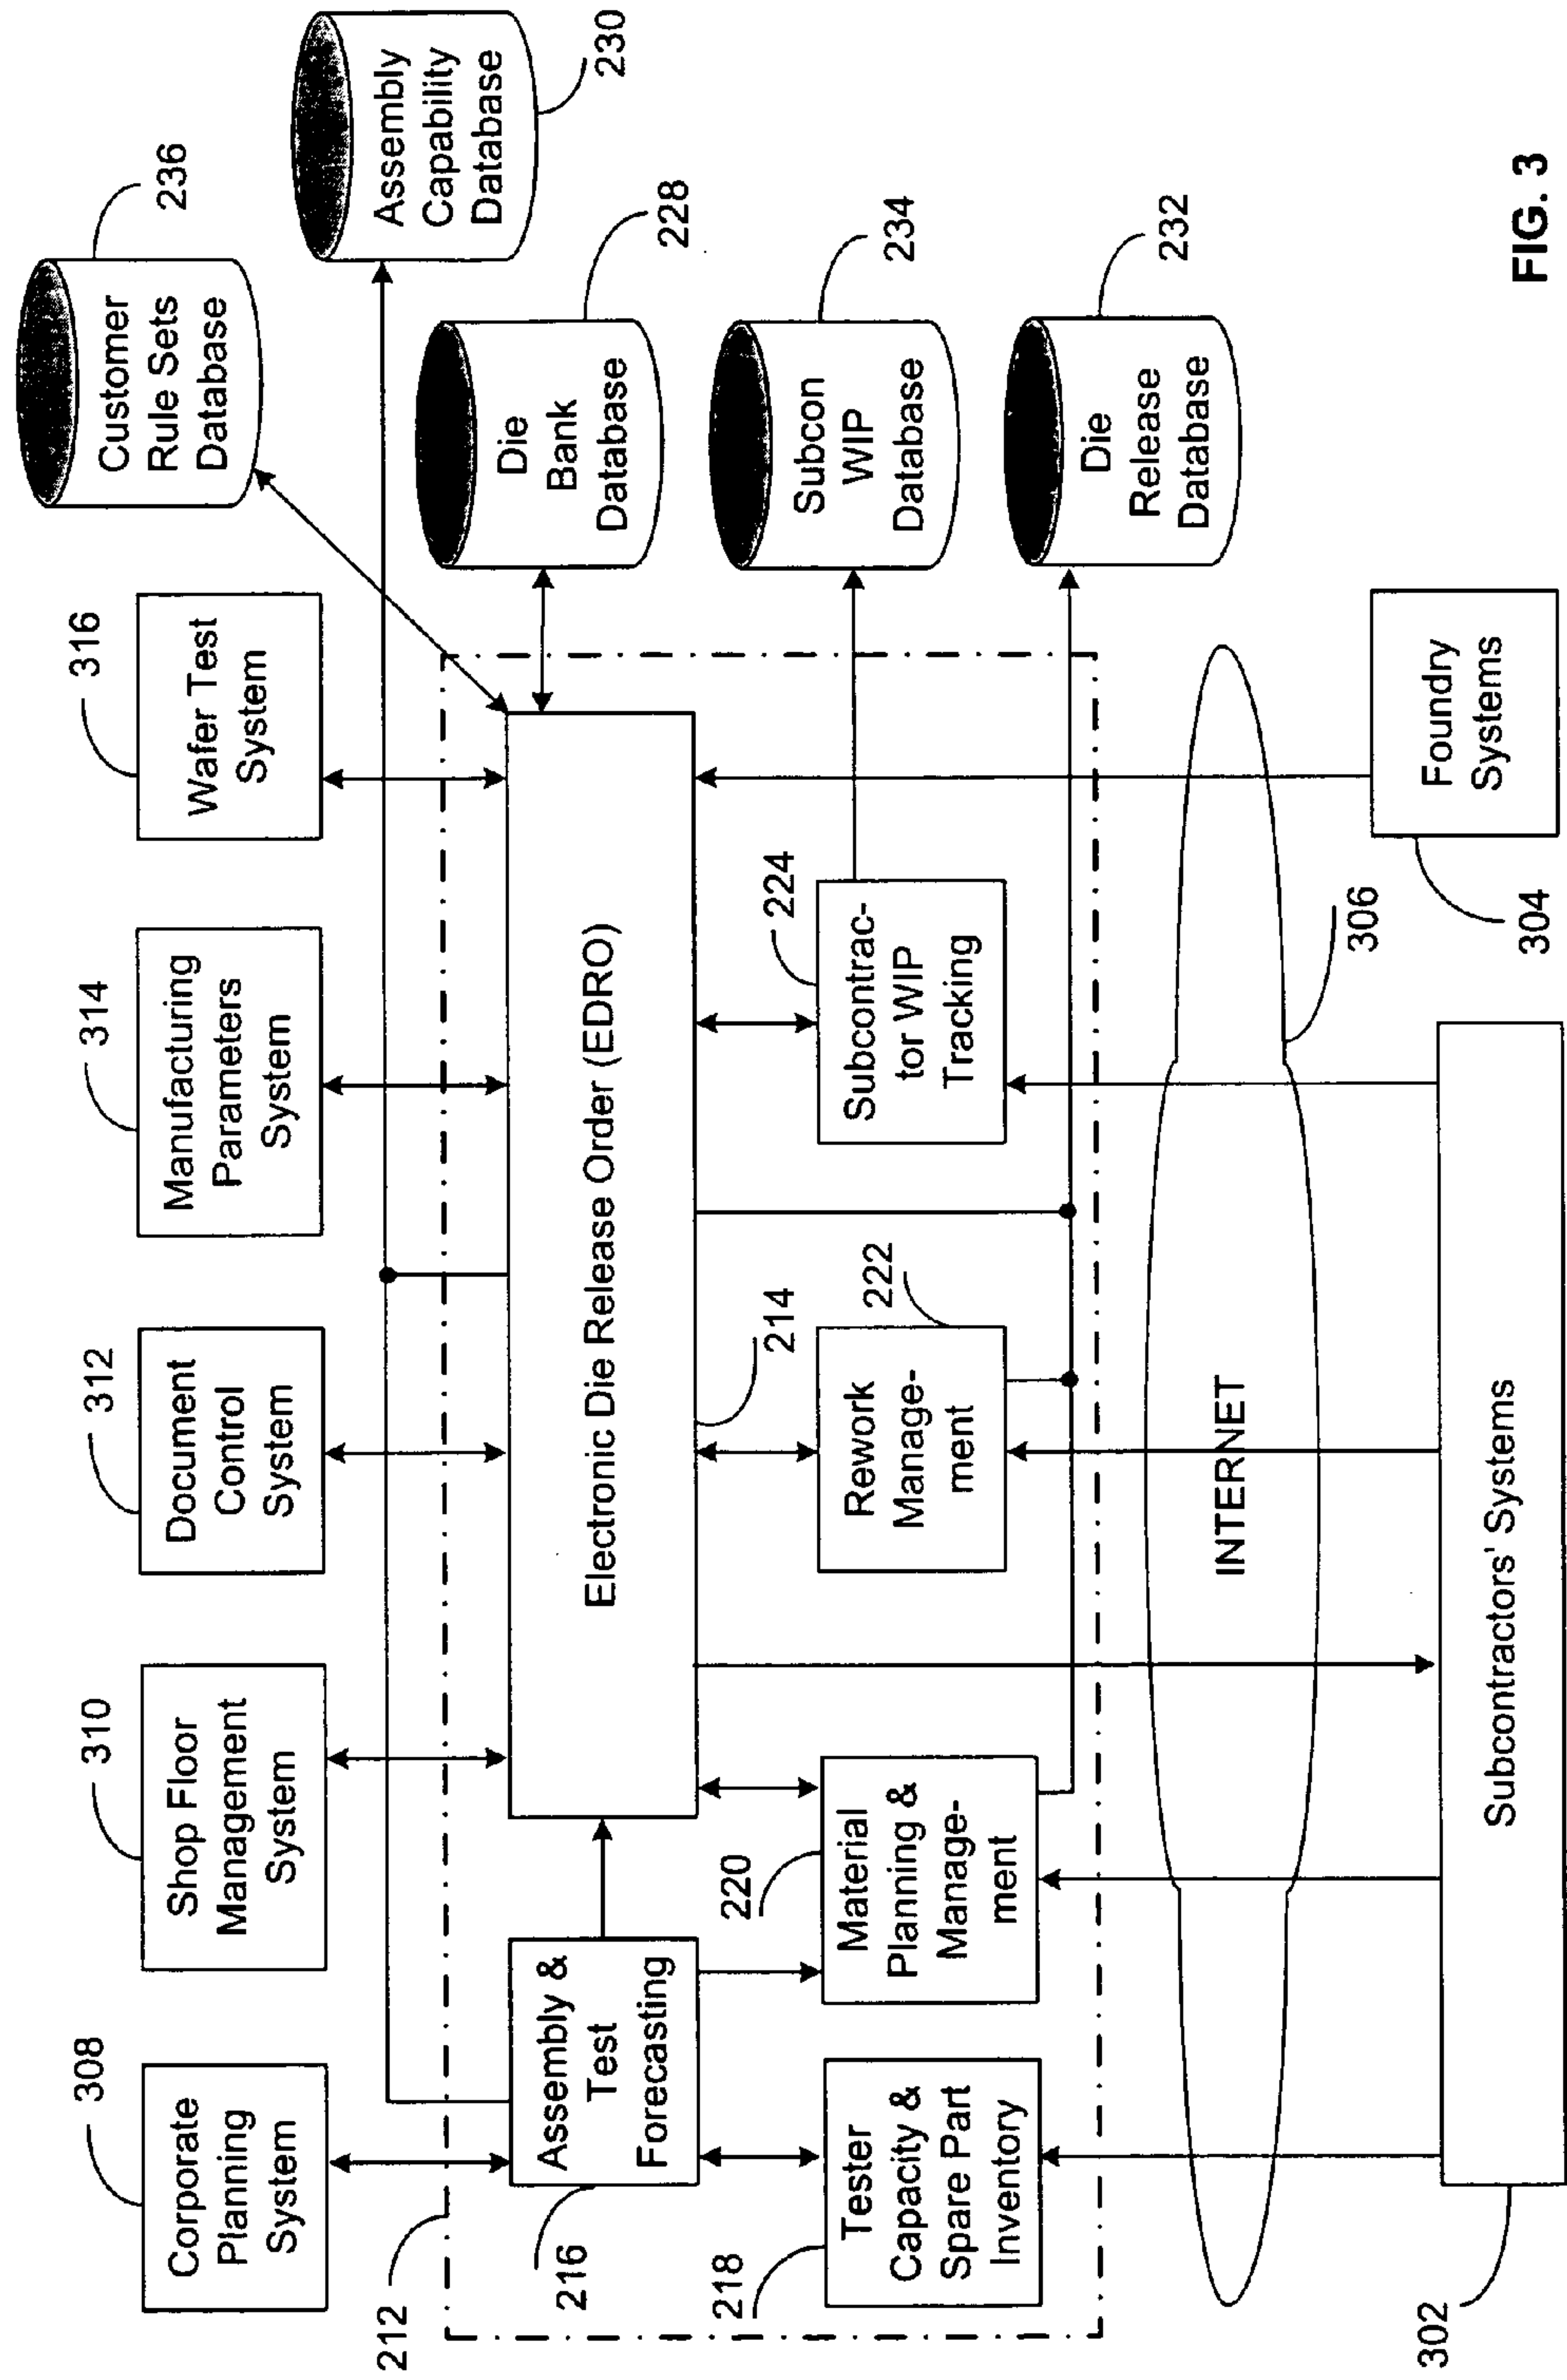 236
Customer
Rule Sets
Database
230
Assembly
Capability
Database
308
Corporate
Planning
System
310
Shop Floor
Management
System
312
Document
Control
System
314
Manufacturing
Parameters
System
316
Wafer Test
System
228
Die
Bank
Database
212
216
Assembly &
Test
Forecasting
Electronic Die Release Order (EDRO)
214
234
Subcon
WIP
Database
218
Tester
Capacity &
Spare Part
Inventory
220
Material
Planning &
Manage-
ment
222
Rework
Manage-
ment
224
Subcontrac-
tor WIP
Tracking
232
Die
Release
Database
INTERNET
306
302
Subcontractors' Systems
304
Foundry
Systems
FIG. 3